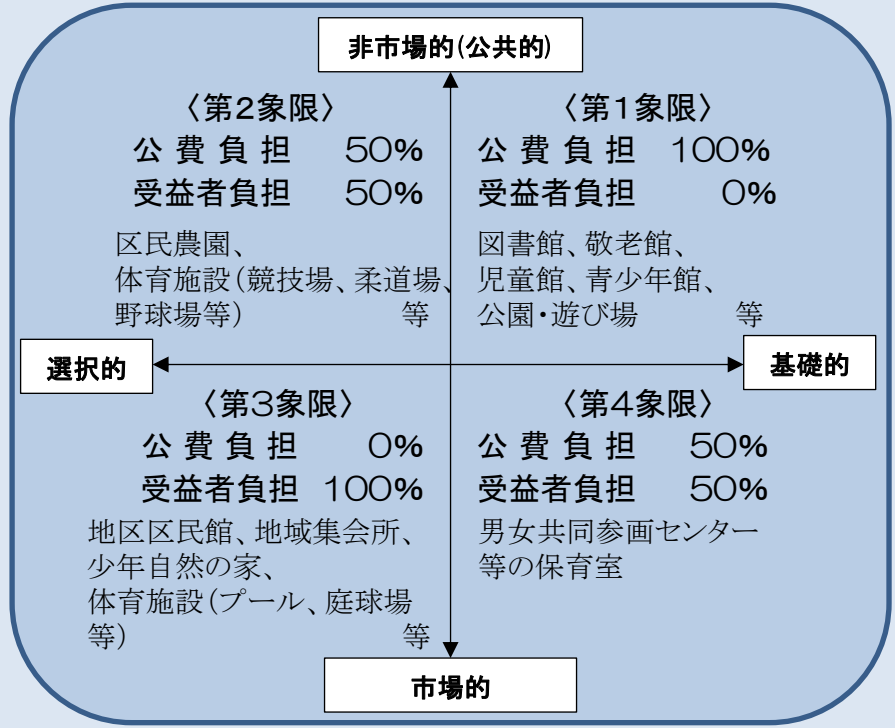 非市場的(公共的)
〈第2象限〉
公費負担 50%
受益者負担 50%
区民農園、
体育施設(競技場、柔道場、
野球場等) 等
〈第1象限〉
公費負担 100%
受益者負担 0%
図書館、敬老館、
児童館、青少年館、
公園・遊び場 等
選択的
基礎的
〈第3象限〉
公費負担 0%
受益者負担 100%
地区区民館、地域集会所、
少年自然の家、
体育施設(プール、庭球場
等) 等
〈第4象限〉
公費負担 50%
受益者負担 50%
男女共同参画センター
等の保育室
市場的